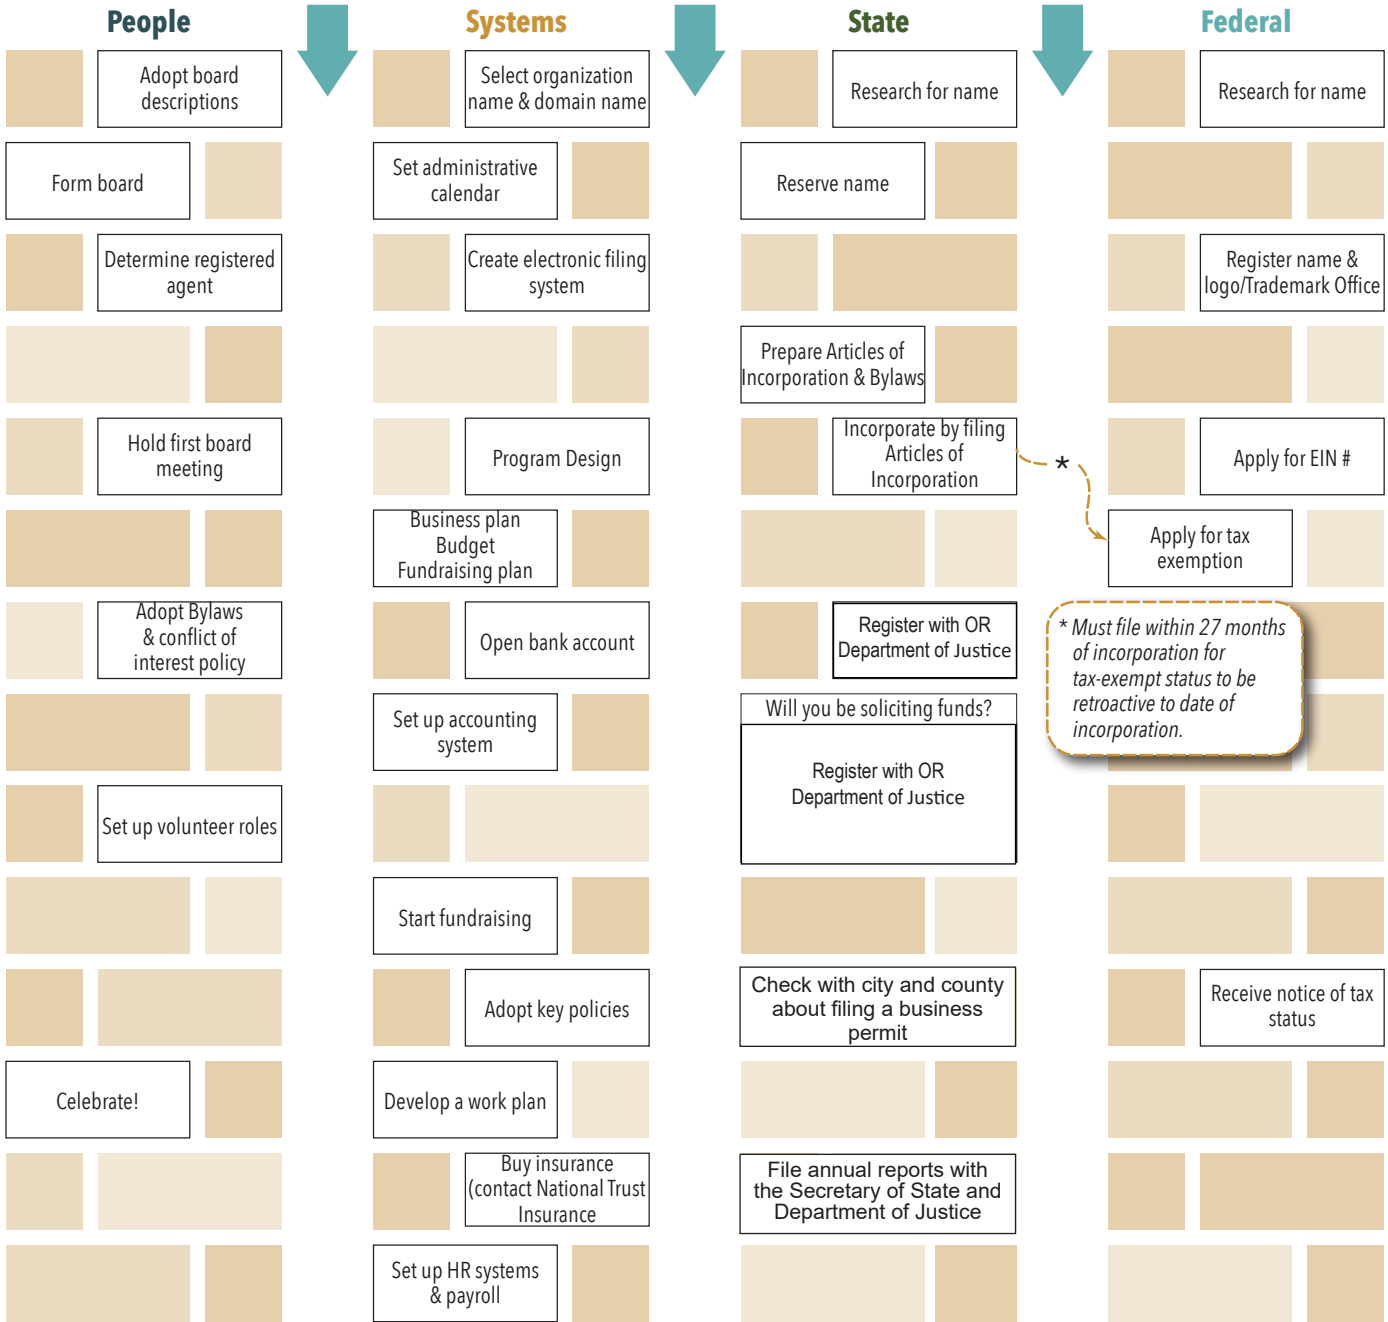 People
Systems
State
Federal
Adopt board
descriptions
Select organization
name & domain name
Research for name
Research for name
Form board
Set administrative
calendar
Reserve name
Determine registered
agent
Create electronic filing
system
Register name &
logo/Trademark Office
Prepare Articles of
Incorporation & Bylaws
Hold first board
meeting
Program Design
Incorporate by filing
Articles of
Incorporation
*
Apply for EIN #
Business plan
Budget
Fundraising plan
Apply for tax
exemption
Adopt Bylaws
& conflict of
interest policy
Open bank account
Register with OR
Department of Justice
* Must file within 27 months
of incorporation for
tax-exempt status to be
retroactive to date of
incorporation.
Set up accounting
system
Will you be soliciting funds?
Register with OR
Department of Justice
Set up volunteer roles
Start fundraising
Adopt key policies
Check with city and county
about filing a business
permit
Receive notice of tax
status
Celebrate!
Develop a work plan
Buy insurance
(contact National Trust
Insurance
File annual reports with
the Secretary of State and
Department of Justice
Set up HR systems
& payroll